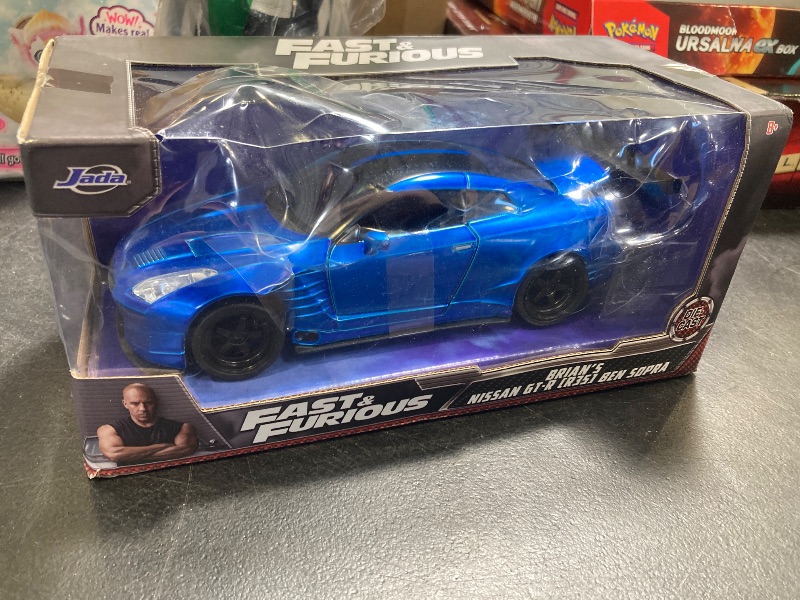 WOW!
Makes real
POKéMON
BLOODMOON
URSALUNA ex BOX
FAST &
FURIOUS
8+
Jada
DIE-
CAST
FAST &
FURIOUS
BRIAN'S
NISSAN GT-R [R35] BEN SOPRA